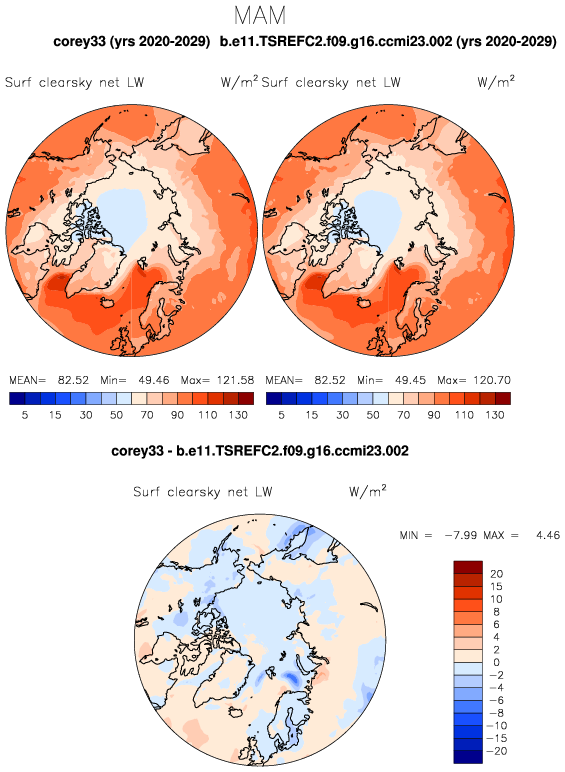 MAM
corey33 (yrs 2020-2029) b.e11.TSREFC2.f09.g16.ccmi23.002 (yrs 2020-2029)
Surf clearsky net LW W/m² Surf clearsky net LW W/m²
MEAN= 82.52 Min= 49.46 Max= 121.58 MEAN= 82.52 Min= 49.45 Max= 120.70
5 15 30 50 70 90 110 130 5 15 30 50 70 90 110 130
corey33 - b.e11.TSREFC2.f09.g16.ccmi23.002
Surf clearsky net LW W/m²
MIN = -7.99 MAX = 4.46
20
15
10
8
6
4
2
0
-2
-4
-6
-8
-10
-15
-20